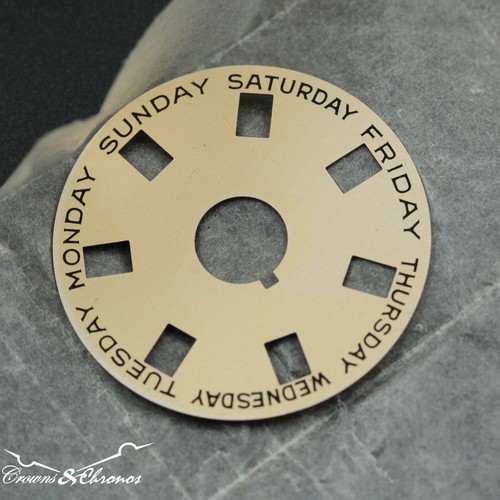 SATURDAY
FRIDAY
THURSDAY
WEDNESDAY
TUESDAY
MONDAY
SUNDAY
Crowns & Chronos